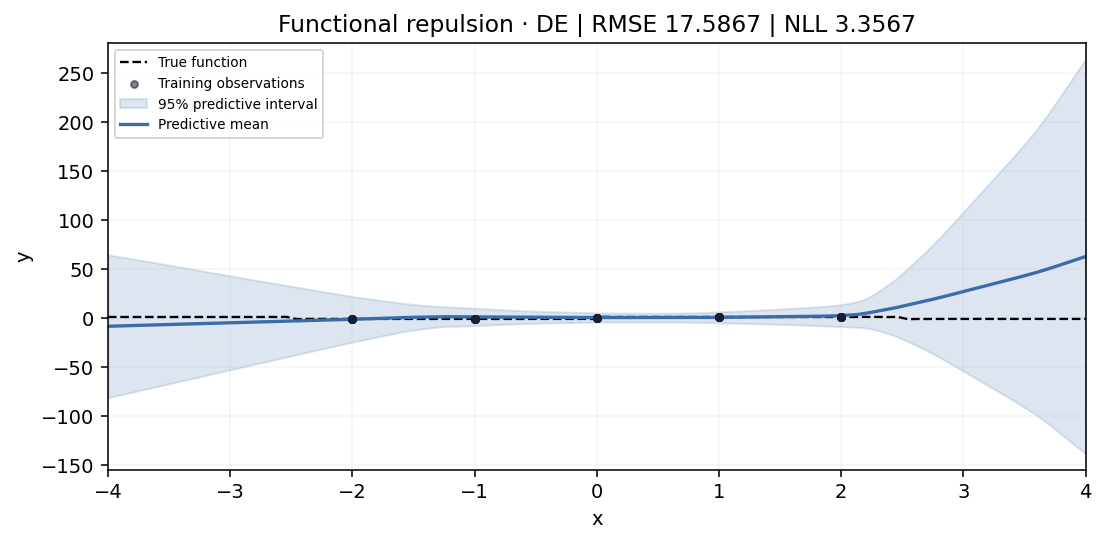 Functional repulsion · DE | RMSE 17.5867 | NLL 3.3567
True function
Training observations
95% predictive interval
Predictive mean
250
200
150
100
50
0
−50
−100
−150
y
−4
−3
−2
−1
0
1
2
3
4
x